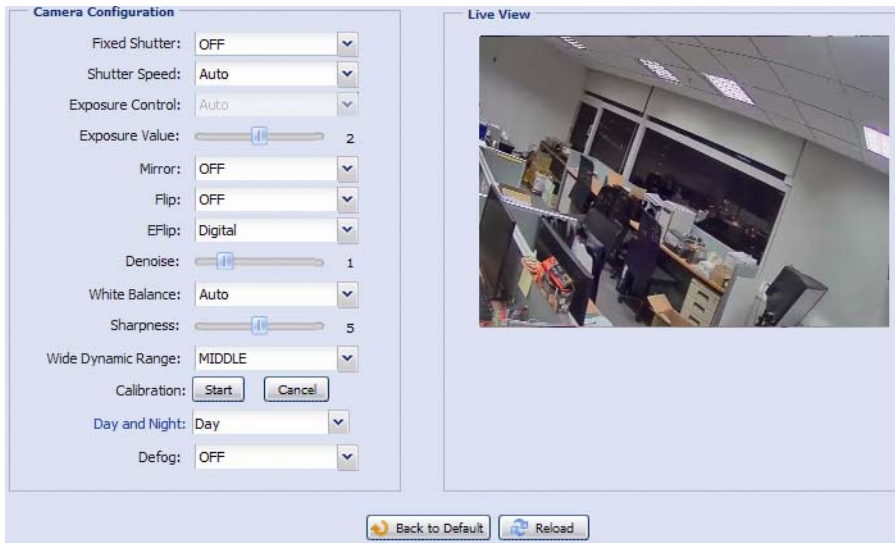 Camera Configuration
Fixed Shutter: OFF
Shutter Speed: Auto
Exposure Control: Auto
Exposure Value: 2
Mirror: OFF
Flip: OFF
EFlip: Digital
Denoise: 1
White Balance: Auto
Sharpness: 5
Wide Dynamic Range: MIDDLE
Calibration: Start Cancel
Day and Night: Day
Defog: OFF
Live View
Back to Default Reload